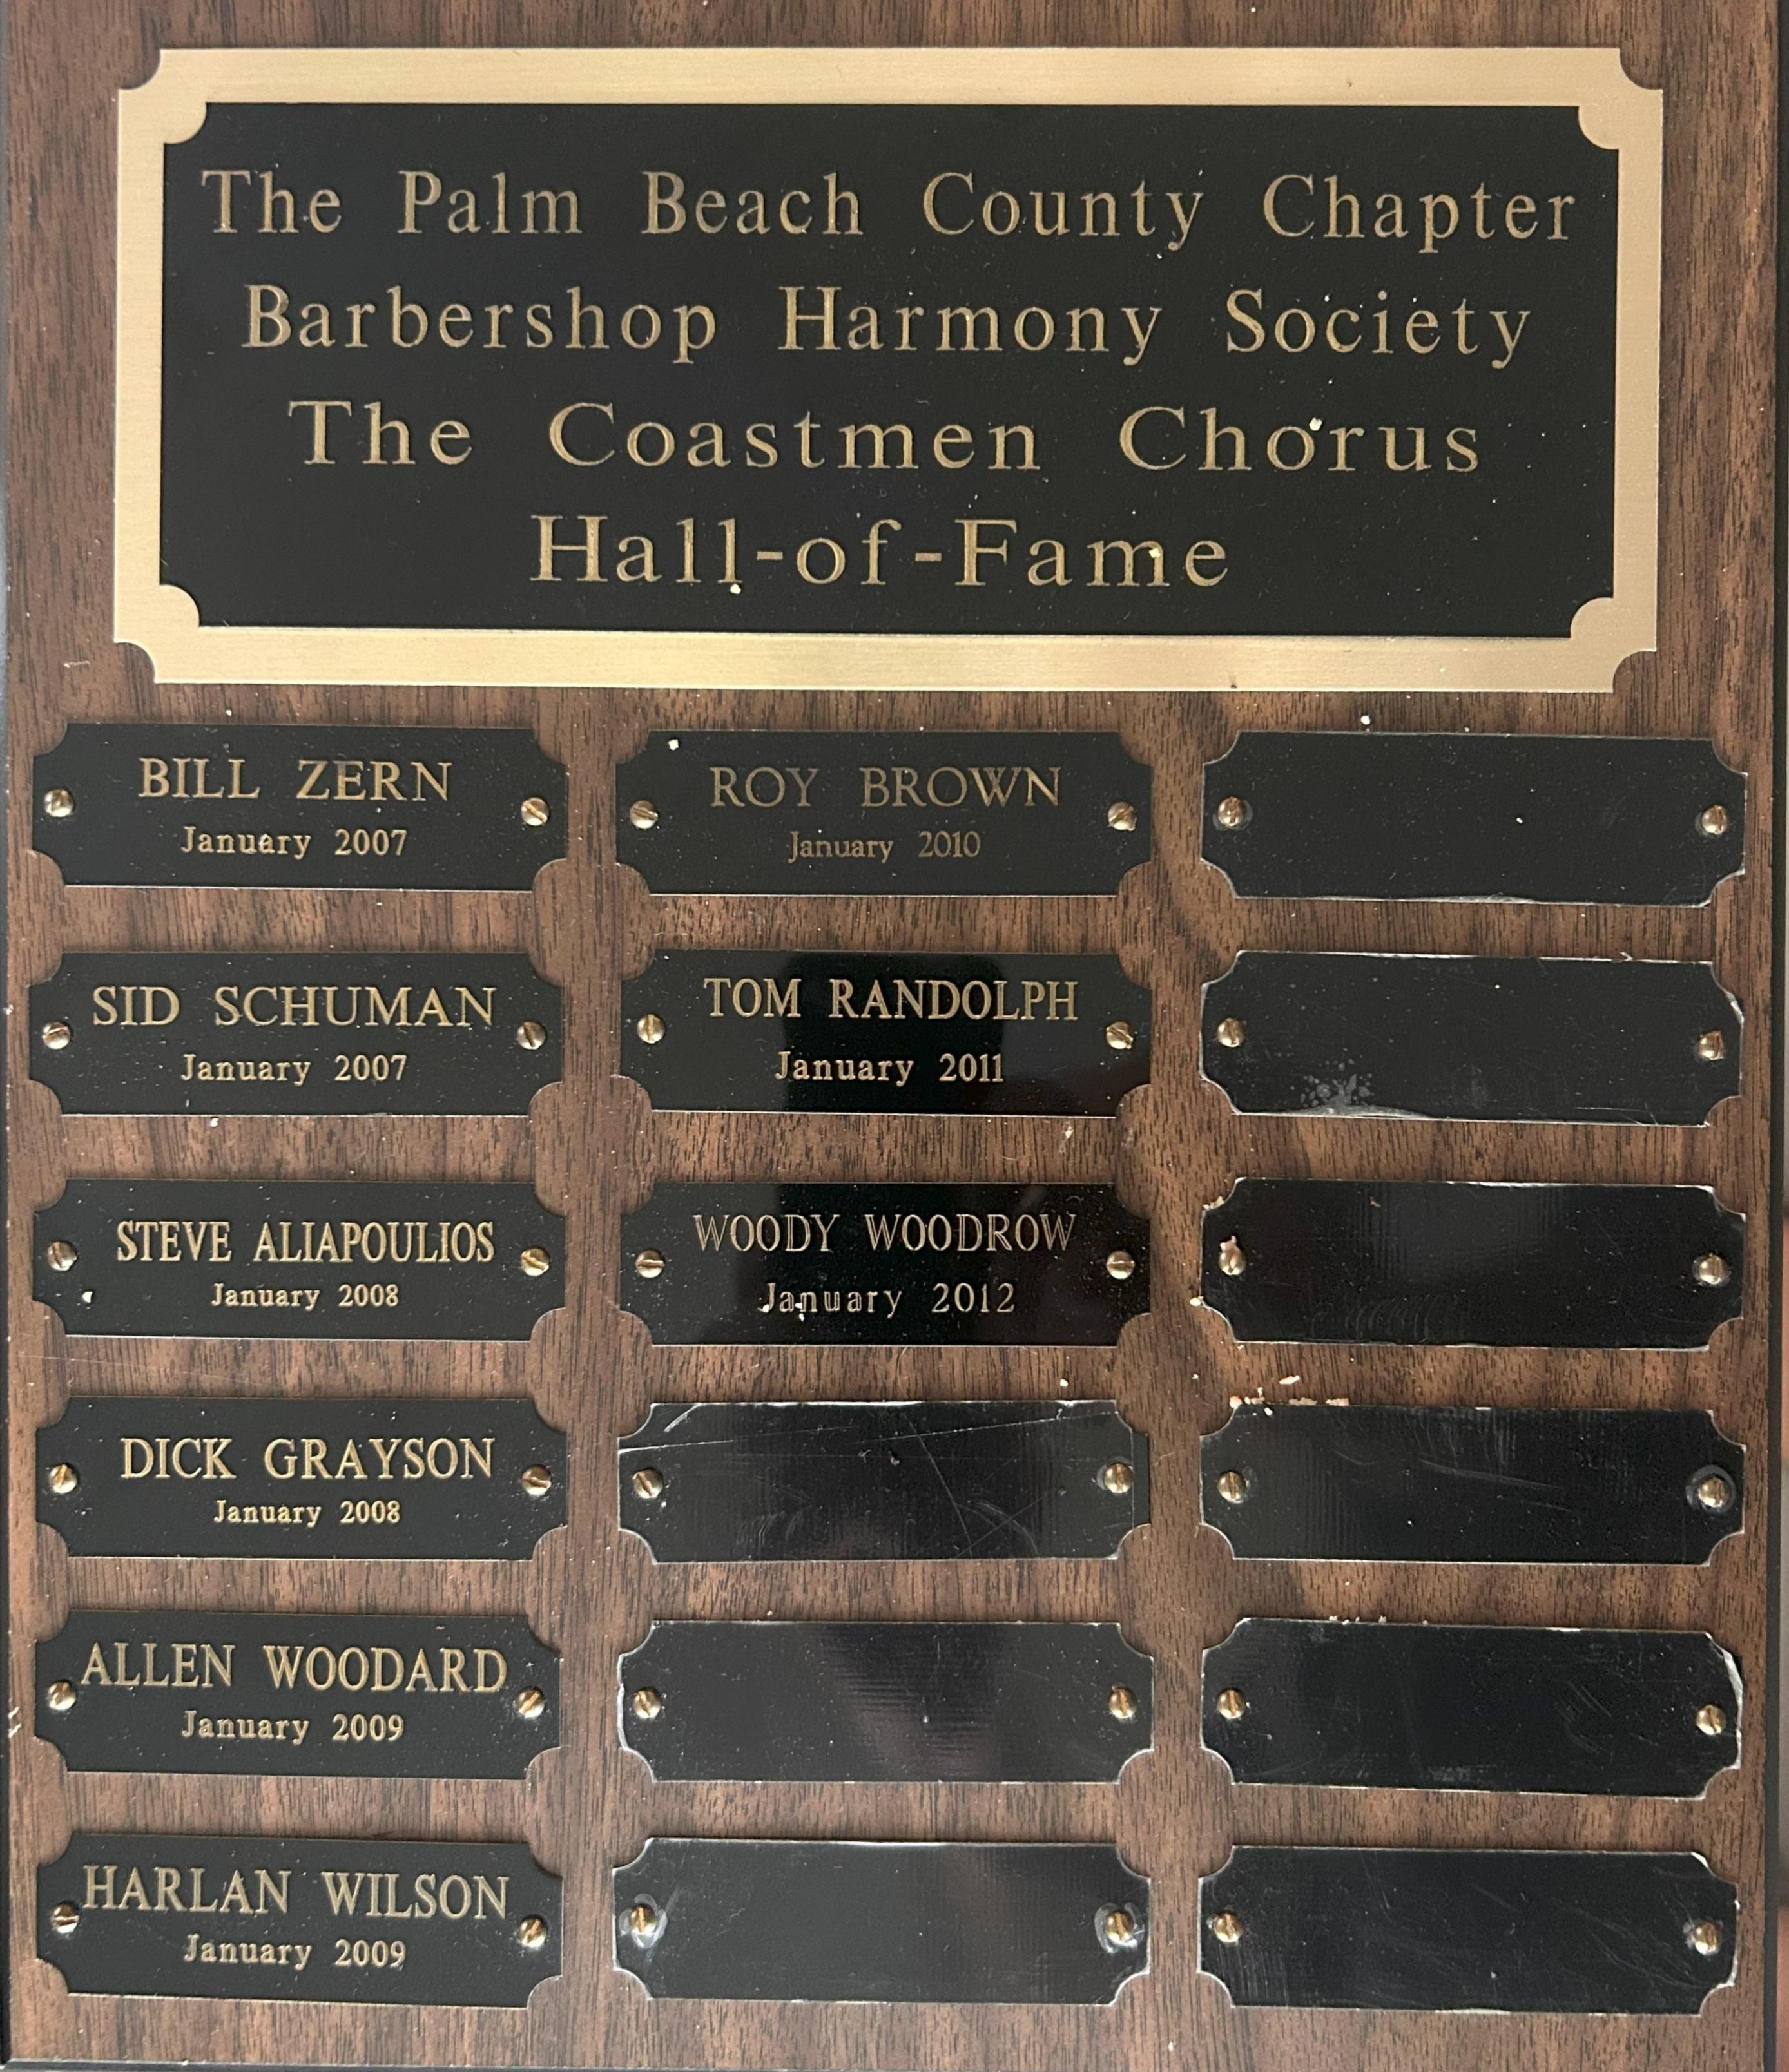 The Palm Beach County Chapter
Barbershop Harmony Society
The Coastmen Chorus
Hall-of-Fame
BILL ZERN
January 2007
SID SCHUMAN
January 2007
STEVE ALIAPOULIOS
January 2008
DICK GRAYSON
January 2008
ALLEN WOODARD
January 2009
HARLAN WILSON
January 2009
ROY BROWN
January 2010
TOM RANDOLPH
January 2011
WOODY WOODROW
January 2012